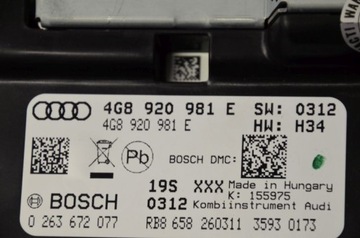 4G8 920 981 E SW: 0312
4G8 920 981 E HW: H34
Pb BOSCH DMC:
19S XXX Made in Hungary
K: 155975
BOSCH 0312 Kombiinstrument Audi
0 263 672 077 RB8 658 260311 3593 0173